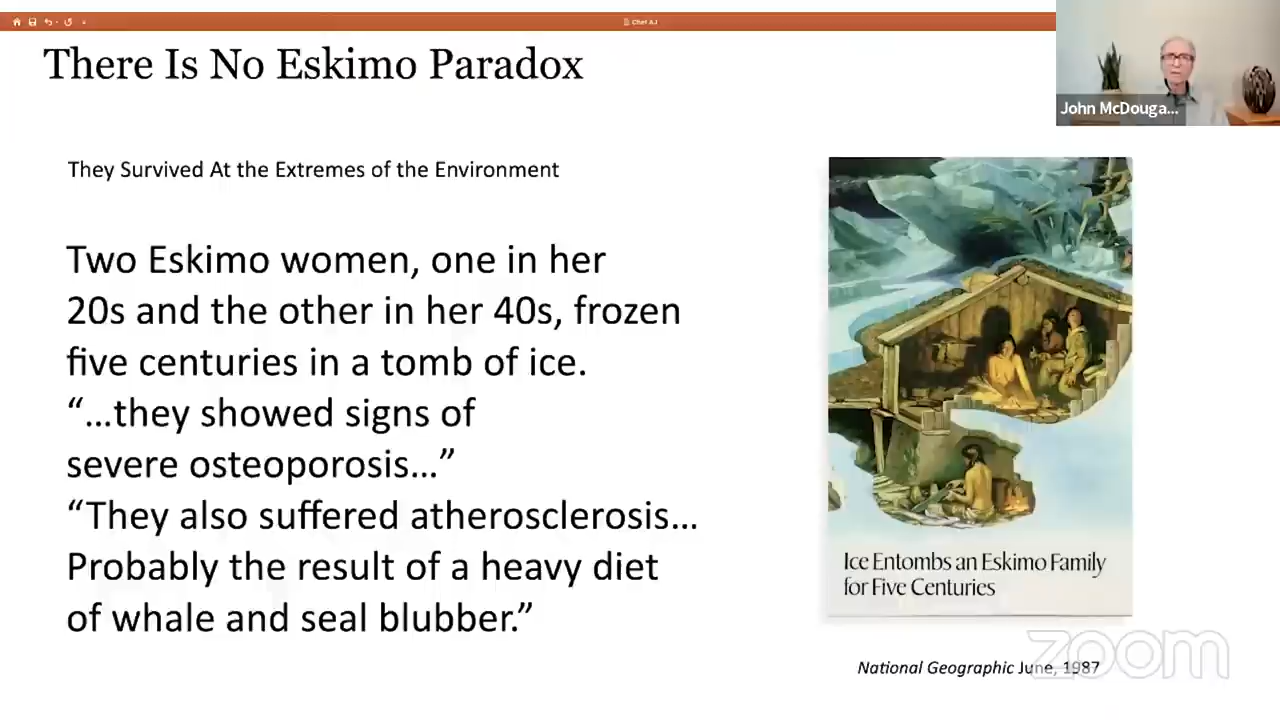 Chef AJ
There Is No Eskimo Paradox
John McDouga...
They Survived At the Extremes of the Environment
Two Eskimo women, one in her
20s and the other in her 40s, frozen
five centuries in a tomb of ice.
“...they showed signs of
severe osteoporosis...”
“They also suffered atherosclerosis...
Probably the result of a heavy diet
of whale and seal blubber.”
Ice Entombs an Eskimo Family
for Five Centuries
National Geographic June, 1987
zoom